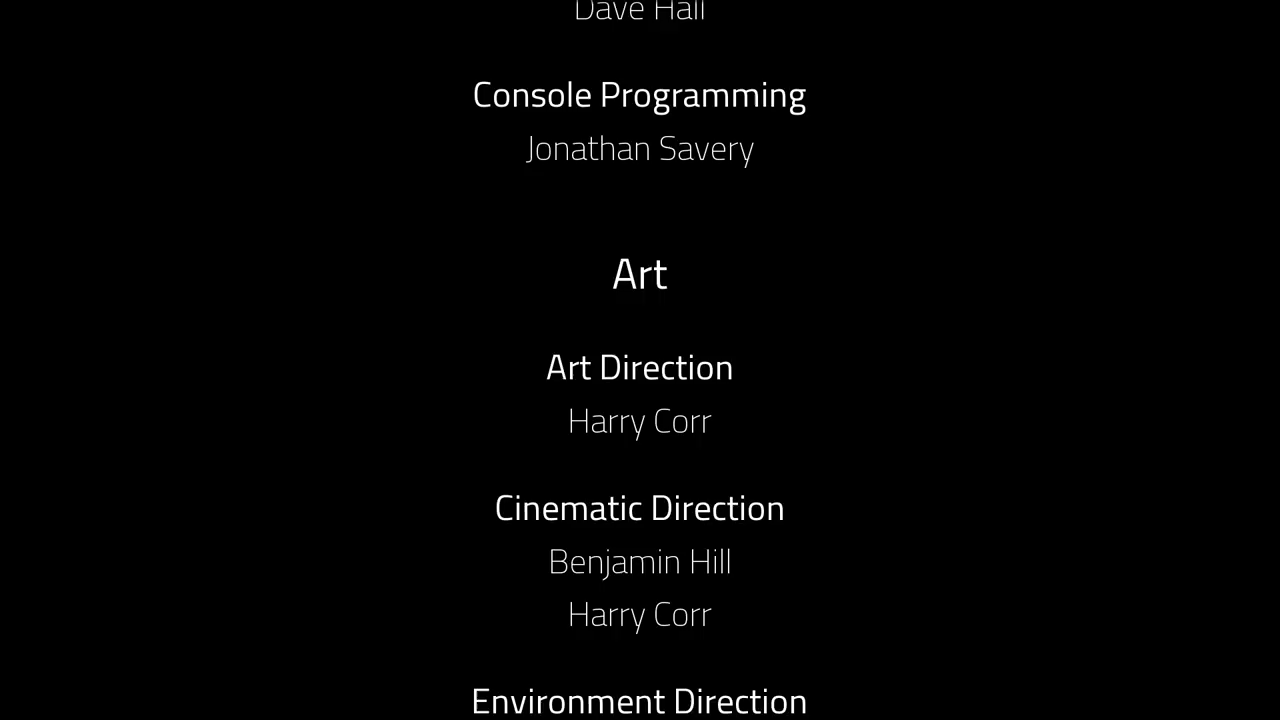 Dave Hall
Console Programming
Jonathan Savery
Art
Art Direction
Harry Corr
Cinematic Direction
Benjamin Hill
Harry Corr
Environment Direction